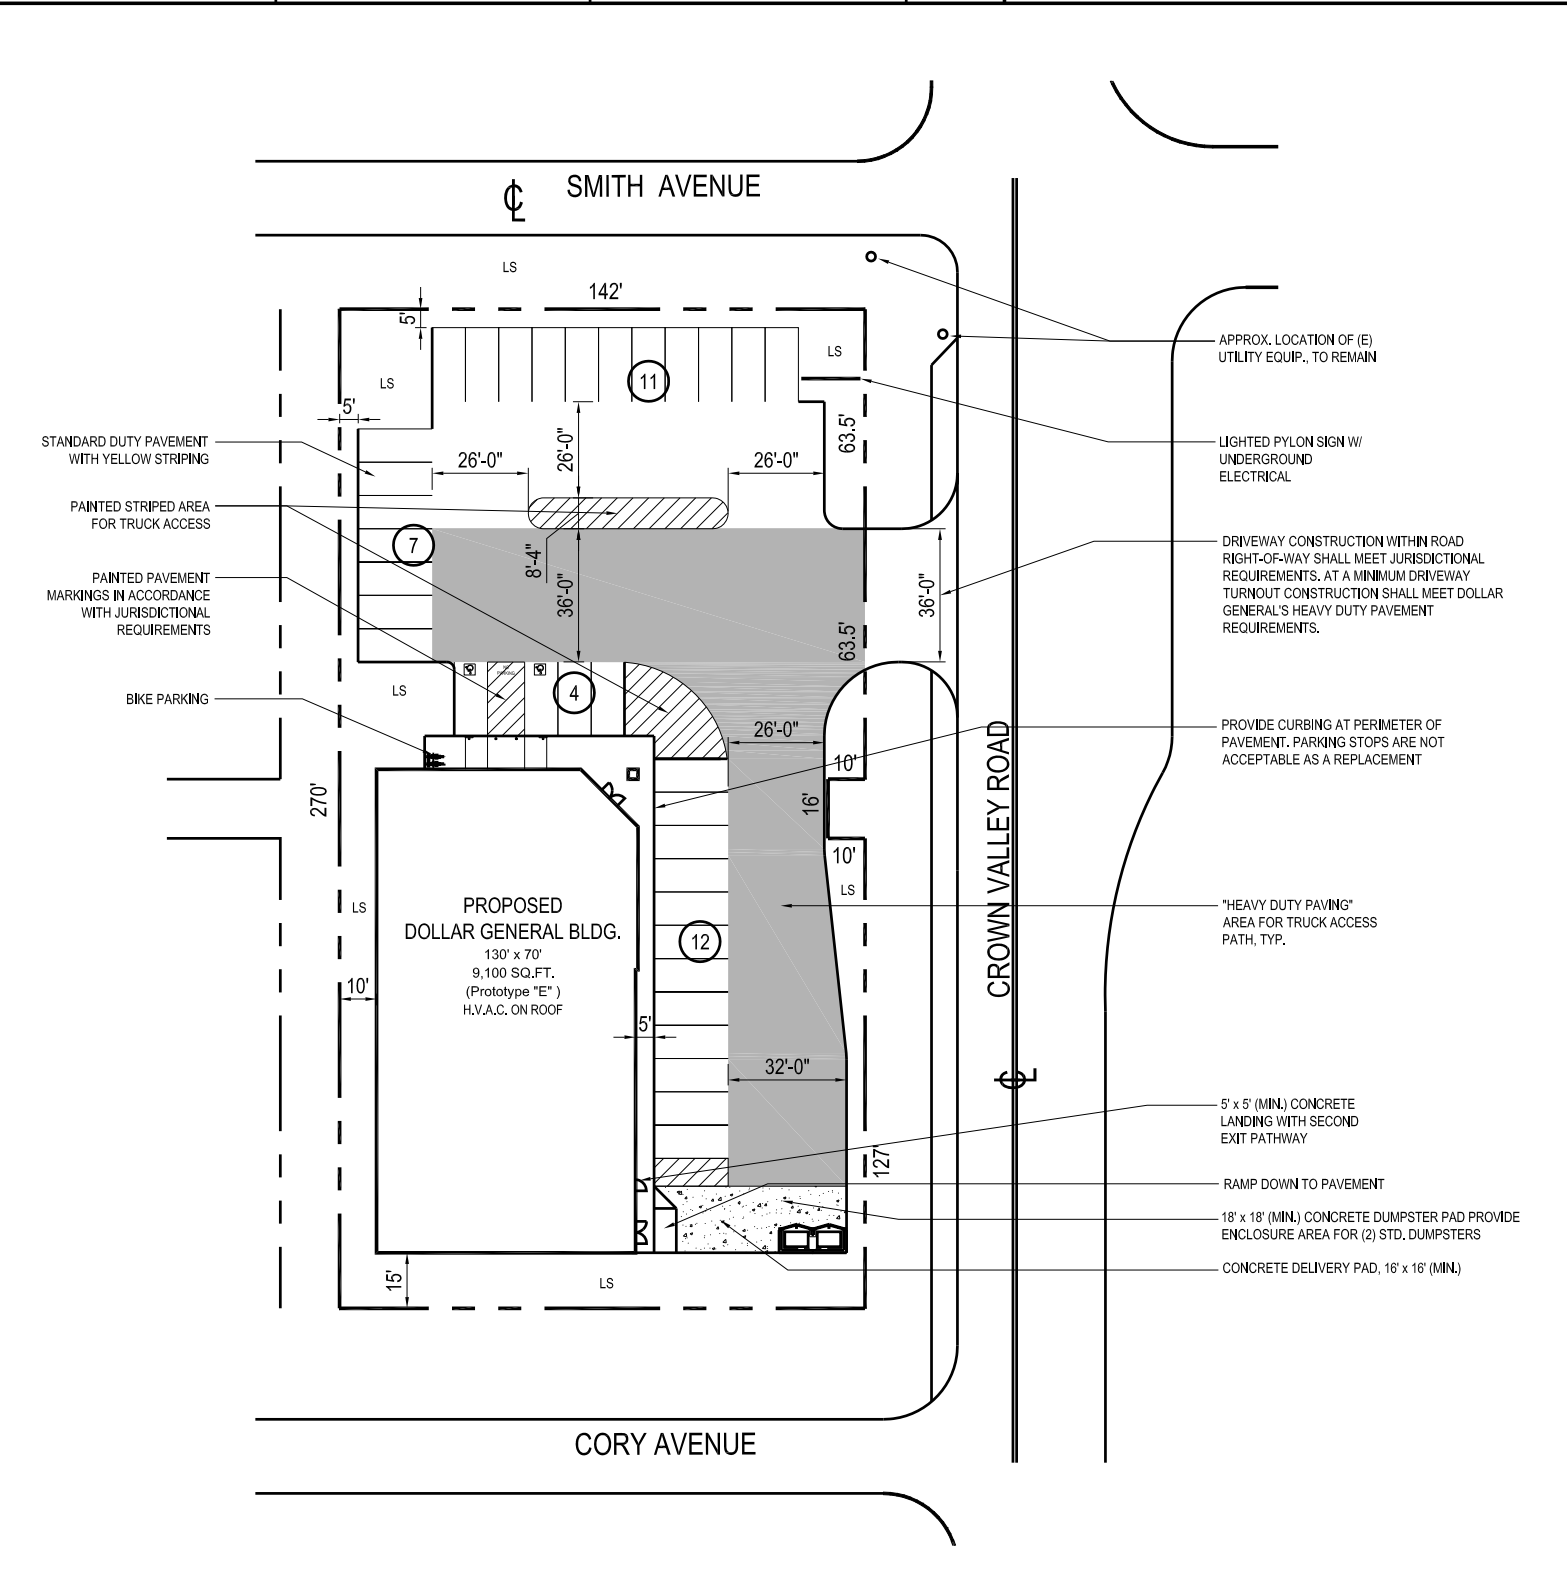 SMITH AVENUE
LS
142'
5'
APPROX. LOCATION OF (E)
UTILITY EQUIP., TO REMAIN
LS
LS
11
5'
63.5'
STANDARD DUTY PAVEMENT
WITH YELLOW STRIPING
26'-0"
26'-0"
26'-0"
LIGHTED PYLON SIGN W/
UNDERGROUND
ELECTRICAL
PAINTED STRIPED AREA
FOR TRUCK ACCESS
7
8'-4"
36'-0"
36'-0"
DRIVEWAY CONSTRUCTION WITHIN ROAD
RIGHT-OF-WAY SHALL MEET JURISDICTIONAL
REQUIREMENTS. AT A MINIMUM DRIVEWAY
TURNOUT CONSTRUCTION SHALL MEET DOLLAR
GENERAL'S HEAVY DUTY PAVEMENT
REQUIREMENTS.
PAINTED PAVEMENT
MARKINGS IN ACCORDANCE
WITH JURISDICTIONAL
REQUIREMENTS
63.5'
NO
PARKING
LS
4
BIKE PARKING
26'-0"
PROVIDE CURBING AT PERIMETER OF
PAVEMENT. PARKING STOPS ARE NOT
ACCEPTABLE AS A REPLACEMENT
10'
270'
16'
10'
CROWN VALLEY ROAD
LS
LS
PROPOSED
DOLLAR GENERAL BLDG.
130' x 70'
9,100 SQ.FT.
(Prototype "E" )
H.V.A.C. ON ROOF
12
"HEAVY DUTY PAVING"
AREA FOR TRUCK ACCESS
PATH, TYP.
10'
5'
32'-0"
5' x 5' (MIN.) CONCRETE
LANDING WITH SECOND
EXIT PATHWAY
127'
RAMP DOWN TO PAVEMENT
18' x 18' (MIN.) CONCRETE DUMPSTER PAD PROVIDE
ENCLOSURE AREA FOR (2) STD. DUMPSTERS
CONCRETE DELIVERY PAD, 16' x 16' (MIN.)
15'
LS
CORY AVENUE